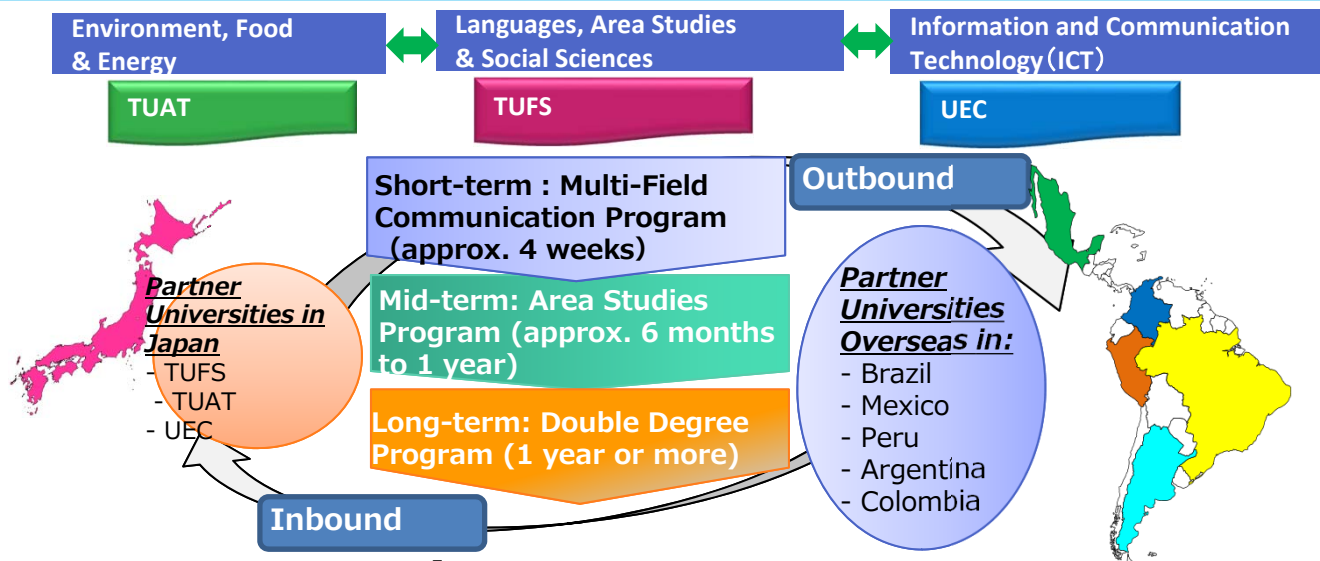 Environment, Food
& Energy
Languages, Area Studies
& Social Sciences
Information and Communication
Technology（ICT）
TUAT
TUFS
UEC
Short-term : Multi-Field
Communication Program
(approx. 4 weeks)
Outbound
Partner
Universities in
Japan
- TUFS
- TUAT
- UEC
Mid-term: Area Studies
Program (approx. 6 months
to 1 year)
Long-term: Double Degree
Program (1 year or more)
Partner
Universities
Overseas in:
- Brazil
- Mexico
- Peru
- Argentina
- Colombia
Inbound